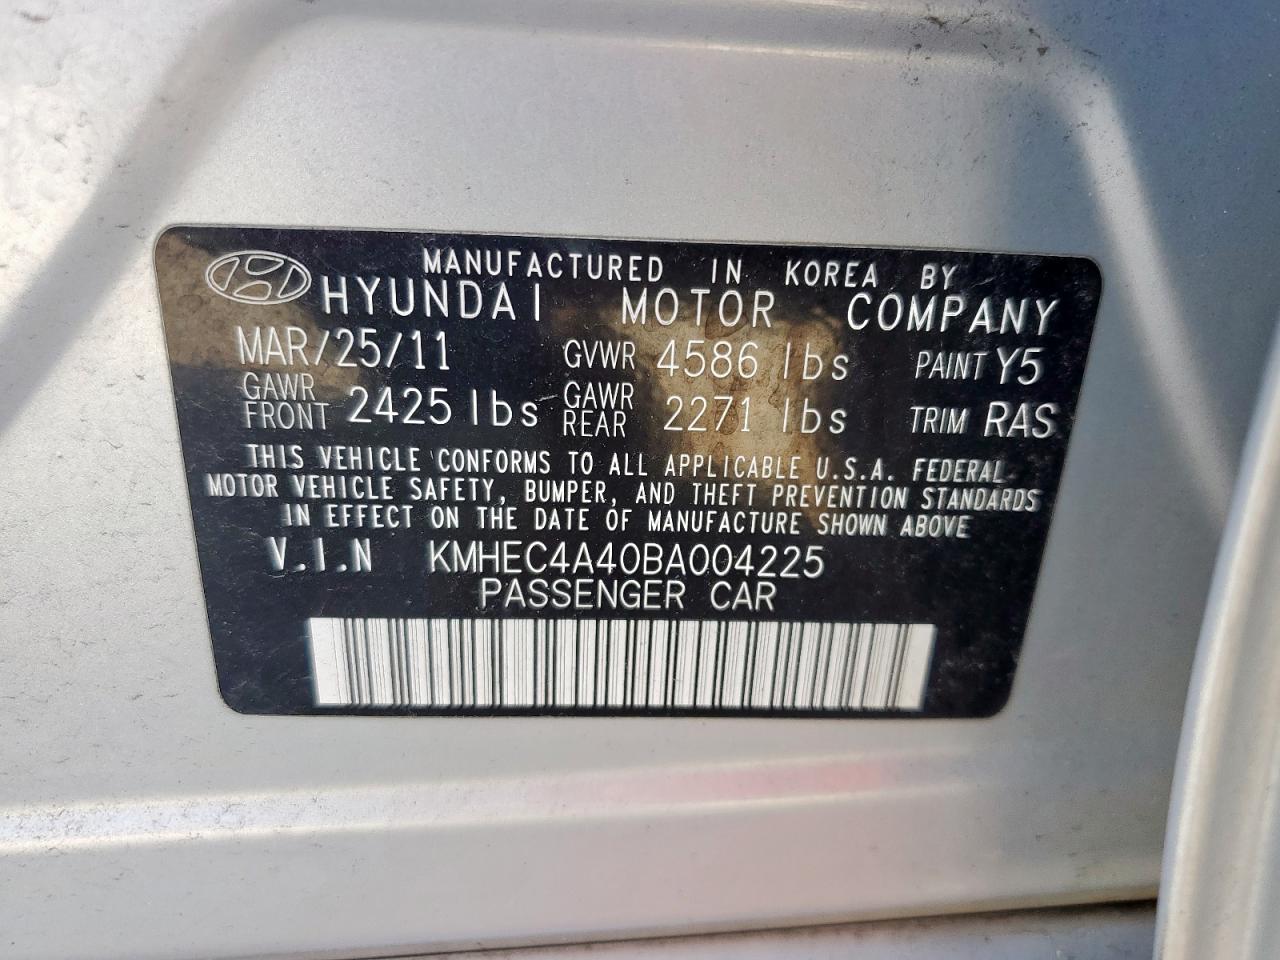 MANUFACTURED IN KOREA BY
HYUNDAI MOTOR COMPANY
MAR/25/11 GVWR 4586 lbs PAINT Y5
GAWR FRONT 2425 lbs GAWR REAR 2271 lbs TRIM RAS
THIS VEHICLE CONFORMS TO ALL APPLICABLE U.S.A. FEDERAL
MOTOR VEHICLE SAFETY, BUMPER, AND THEFT PREVENTION STANDARDS
IN EFFECT ON THE DATE OF MANUFACTURE SHOWN ABOVE
V.I.N KMHEC4A40BA004225
PASSENGER CAR